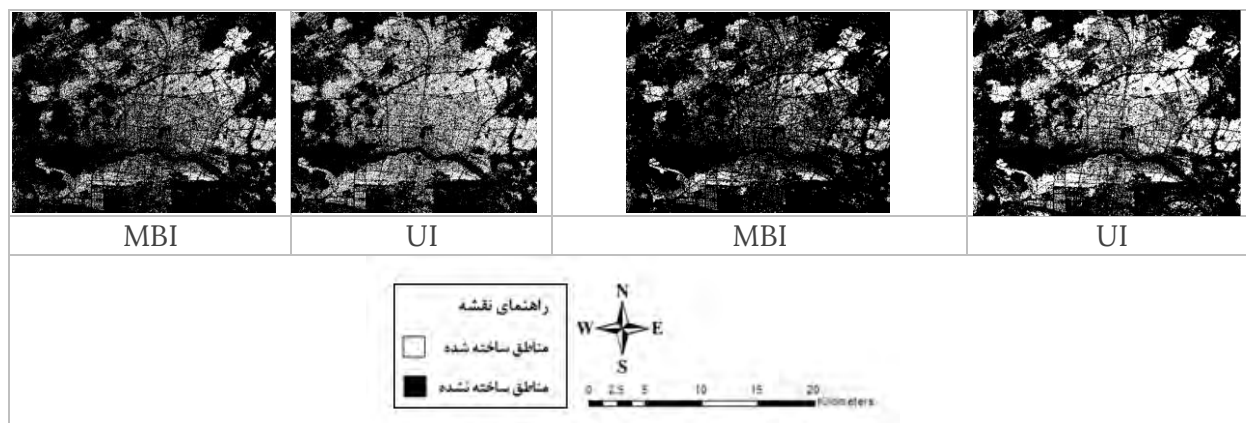 MBI UI MBI UI
راهنمای نقشه
مناطق ساخته شده
مناطق ساخته نشده
N
W E
S
0 2.5 5 10 15 20
Kilometers